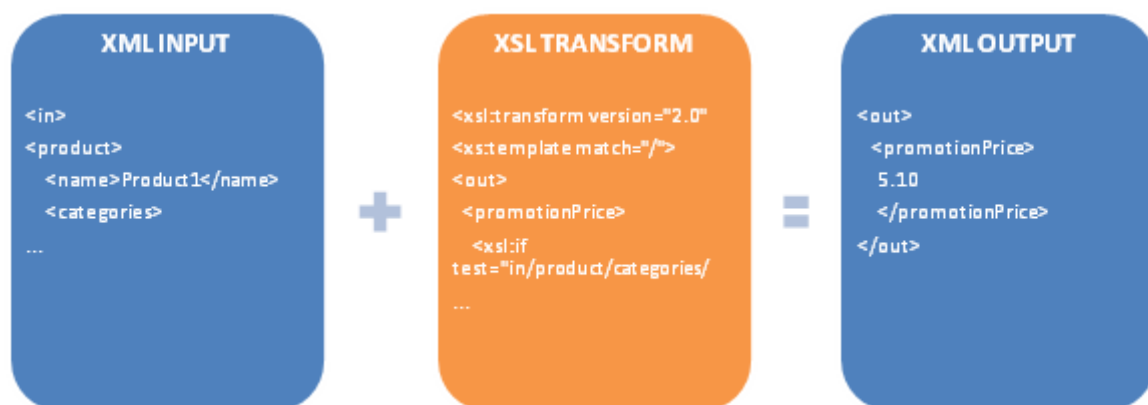 XML INPUT
<in>
<product>
<name>Product1</name>
<categories>
...
+
XSL TRANSFORM
<xsl:transform version="2.0"
<xs:template match="/">
<out>
<promotionPrice>
<xsl:if
test="in/product/categories/
...
=
XML OUTPUT
<out>
<promotionPrice>
5.10
</promotionPrice>
</out>